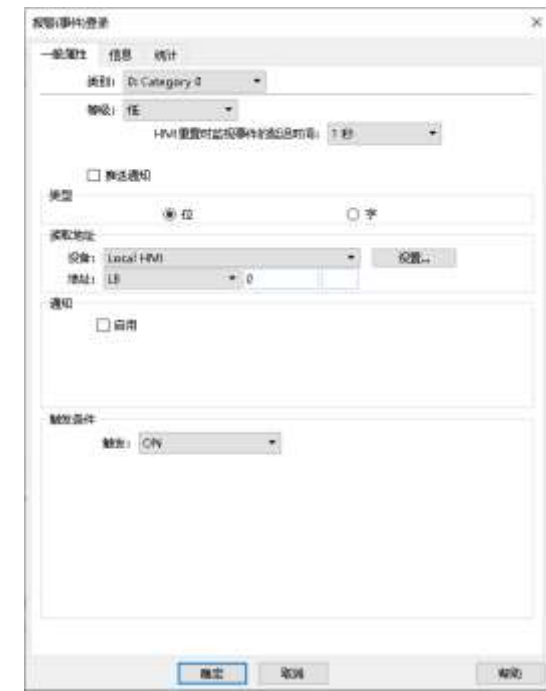 报警(事件)登录
一般属性 信息 统计
类别: 0: Category 0
等级: 低
HMI 重置时监视事件的延迟时间: 1 秒
推送通知
类型
位 字
读取地址
设备: Local HMI 设置...
地址: LB 0
通知
启用
触发条件
触发: ON
确定 取消 帮助